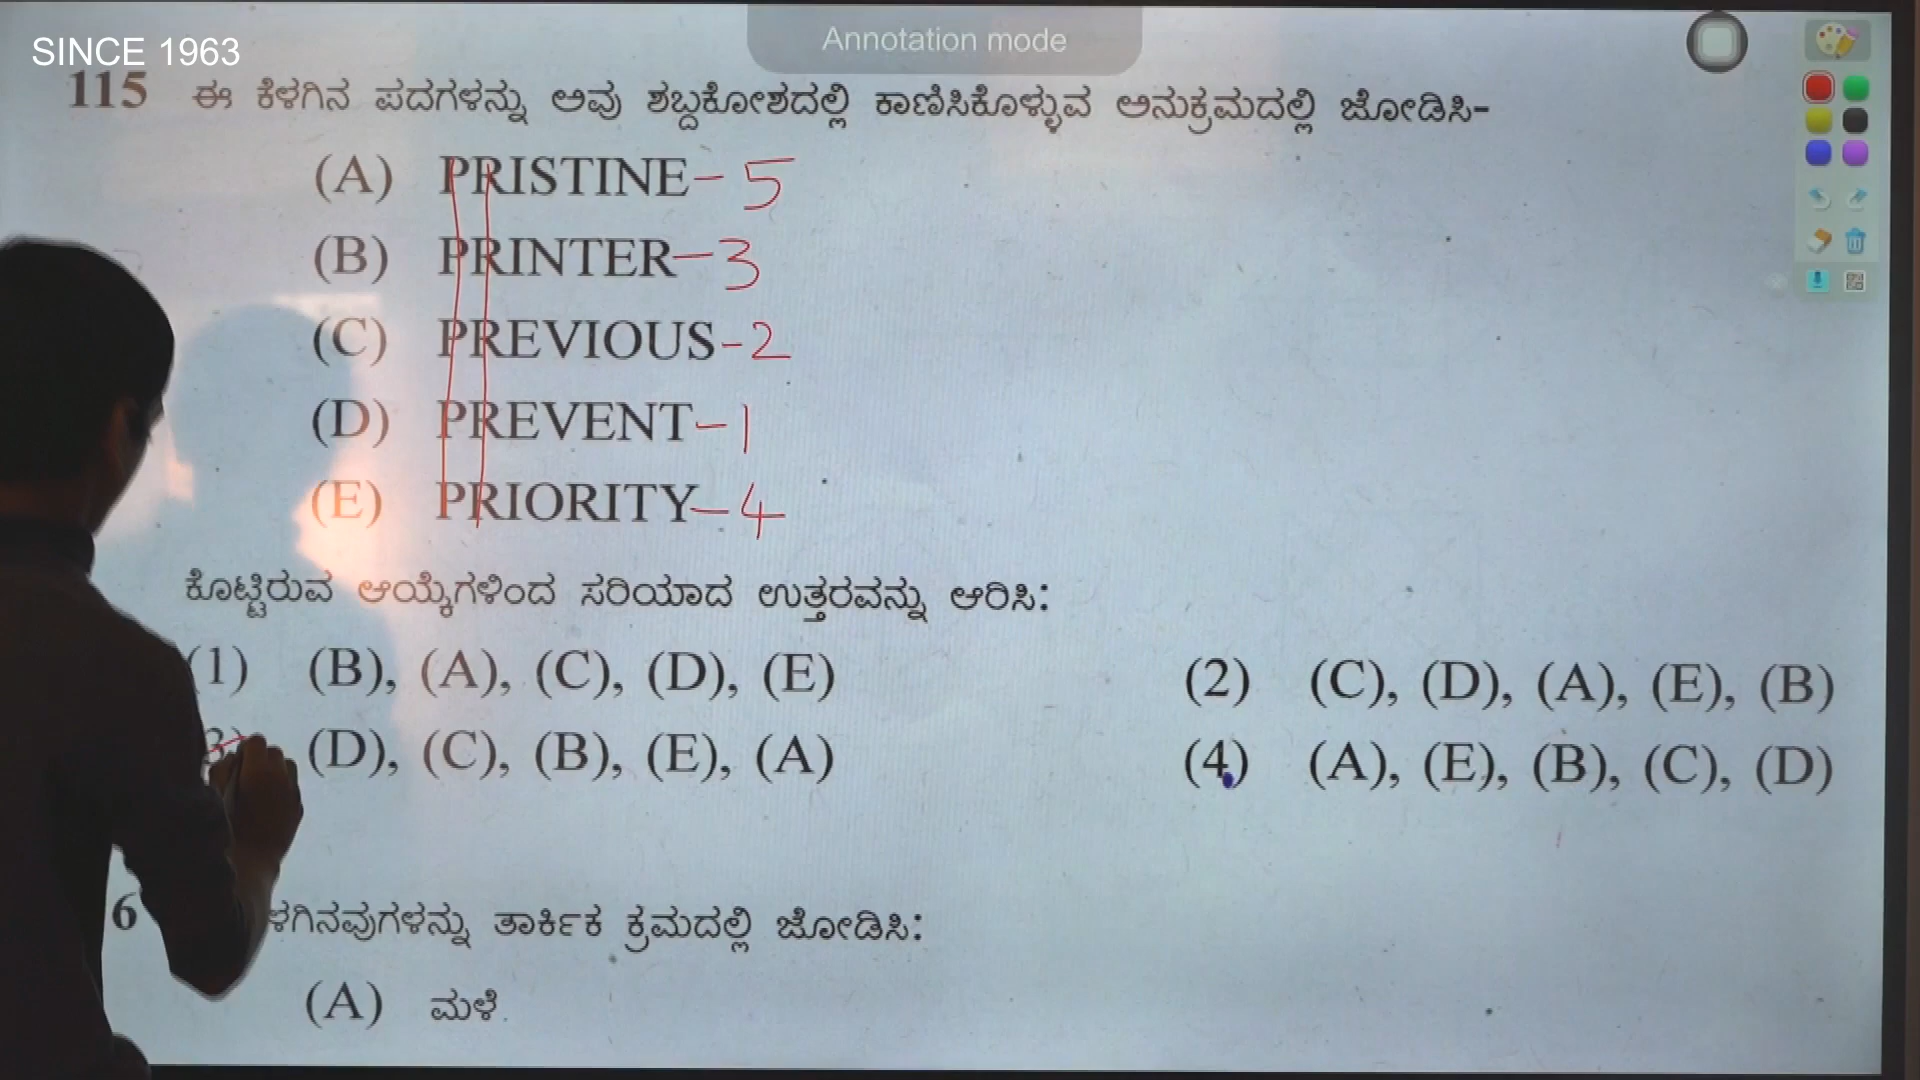 Annotation mode
SINCE 1963
115 ಈ ಕೆಳಗಿನ ಪದಗಳನ್ನು ಅವು ಶಬ್ದಕೋಶದಲ್ಲಿ ಕಾಣಿಸಿಕೊಳ್ಳುವ ಅನುಕ್ರಮದಲ್ಲಿ ಜೋಡಿಸಿ-
(A) PRISTINE - 5
(B) PRINTER - 3
(C) PREVIOUS - 2
(D) PREVENT - 1
(E) PRIORITY - 4
ಕೊಟ್ಟಿರುವ ಆಯ್ಕೆಗಳಿಂದ ಸರಿಯಾದ ಉತ್ತರವನ್ನು ಆರಿಸಿ:
(1) (B), (A), (C), (D), (E)
(2) (C), (D), (A), (E), (B)
(D), (C), (B), (E), (A)
(4) (A), (E), (B), (C), (D)
6 ಳಗಿನವುಗಳನ್ನು ತಾರ್ಕಿಕ ಕ್ರಮದಲ್ಲಿ ಜೋಡಿಸಿ:
(A) ಮಳೆ